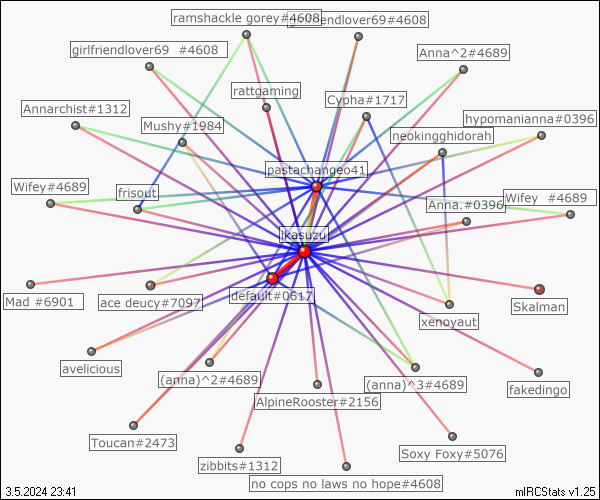 ramshackle gorey#4608
friendlover69#4608
girlfriendlover69 #4608
Anna^2#4689
rattgaming
Cypha#1717
Annarchist#1312
hypomanianna#0396
Mushy#1984
neokingghidorah
pastachangeo41
Wifey#4689
frisout
Wifey #4689
Anna.#0396
ikasuzu
Mad #6901
ace deucy#7097
default#0617
Skalman
xenoyaut
avelicious
(anna)^2#4689
(anna)^3#4689
fakedingo
AlpineRooster#2156
Toucan#2473
Soxy Foxy#5076
zibbits#1312
no cops no laws no hope#4608
3.5.2024 23:41
mIRCStats v1.25